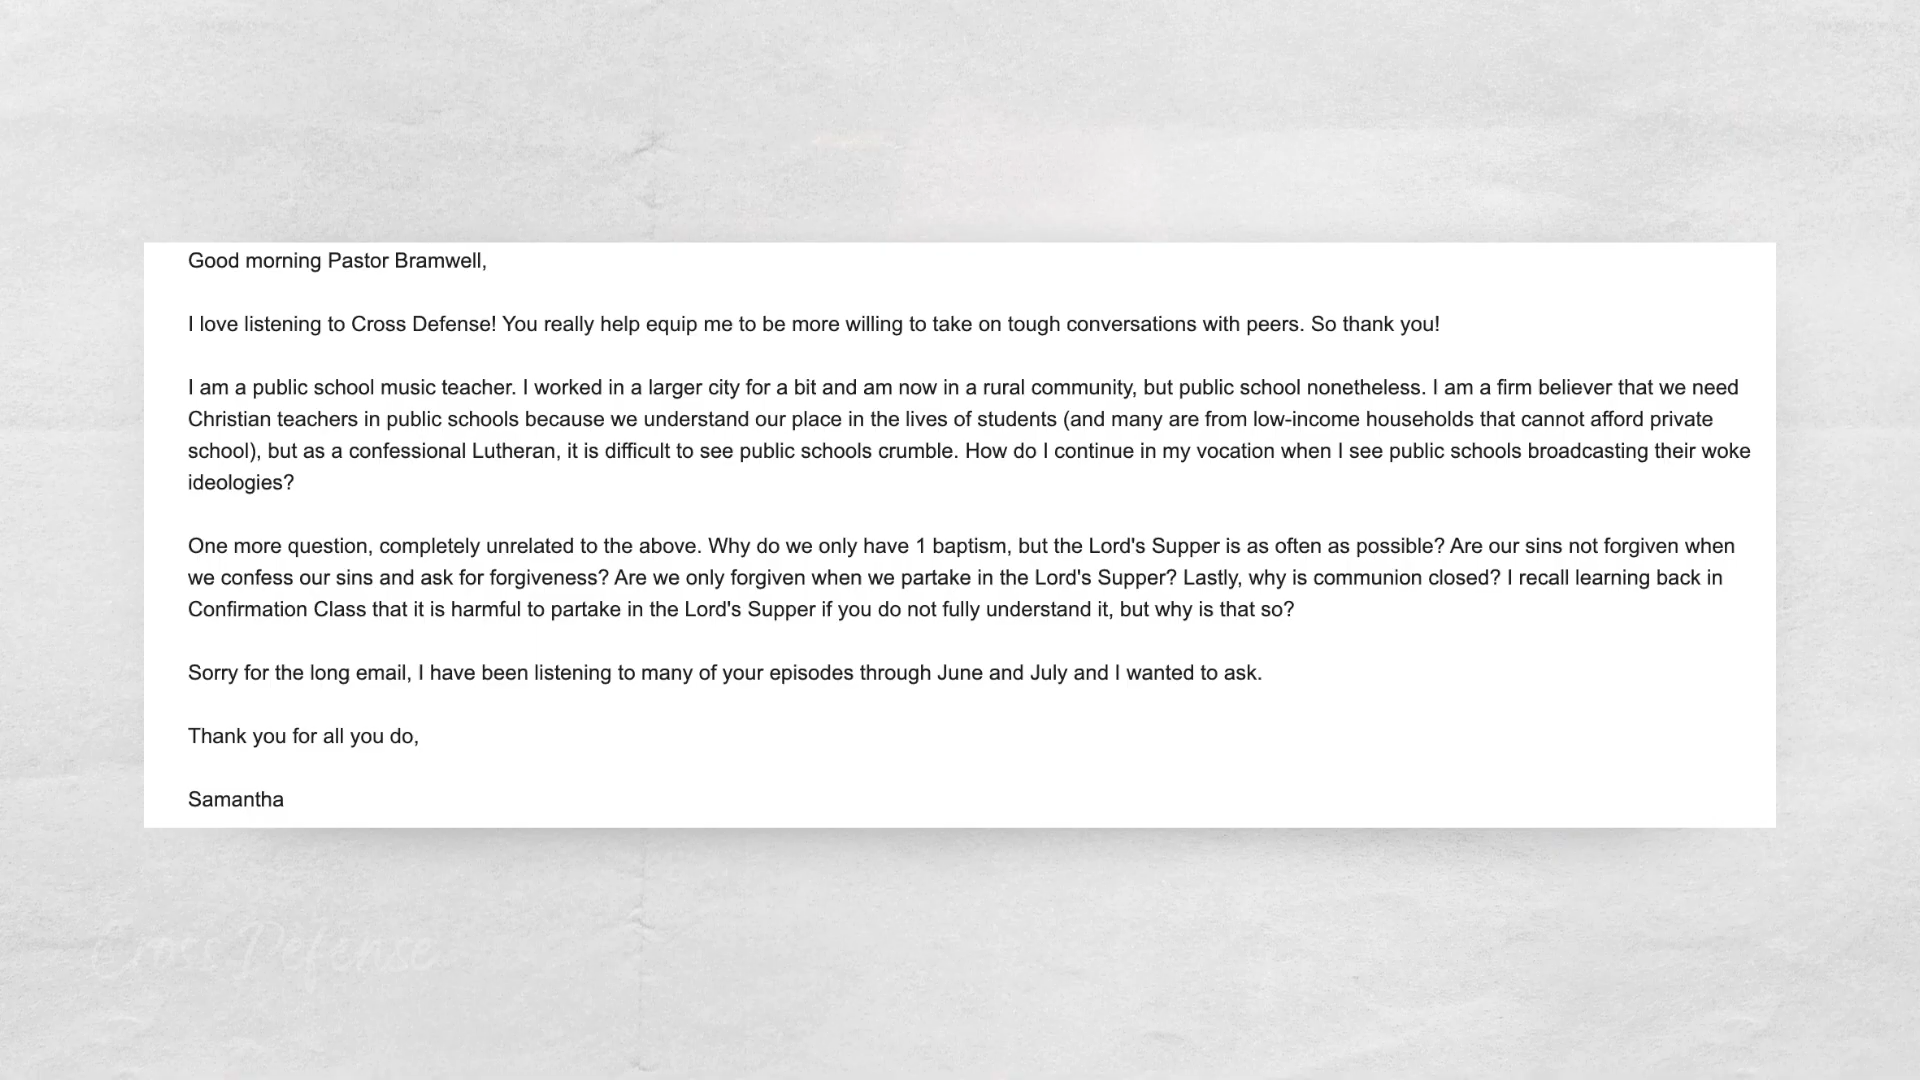 Good morning Pastor Bramwell,
I love listening to Cross Defense! You really help equip me to be more willing to take on tough conversations with peers. So thank you!
I am a public school music teacher. I worked in a larger city for a bit and am now in a rural community, but public school nonetheless. I am a firm believer that we need
Christian teachers in public schools because we understand our place in the lives of students (and many are from low-income households that cannot afford private
school), but as a confessional Lutheran, it is difficult to see public schools crumble. How do I continue in my vocation when I see public schools broadcasting their woke
ideologies?
One more question, completely unrelated to the above. Why do we only have 1 baptism, but the Lord's Supper is as often as possible? Are our sins not forgiven when
we confess our sins and ask for forgiveness? Are we only forgiven when we partake in the Lord's Supper? Lastly, why is communion closed? I recall learning back in
Confirmation Class that it is harmful to partake in the Lord's Supper if you do not fully understand it, but why is that so?
Sorry for the long email, I have been listening to many of your episodes through June and July and I wanted to ask.
Thank you for all you do,
Samantha
Cross Defense